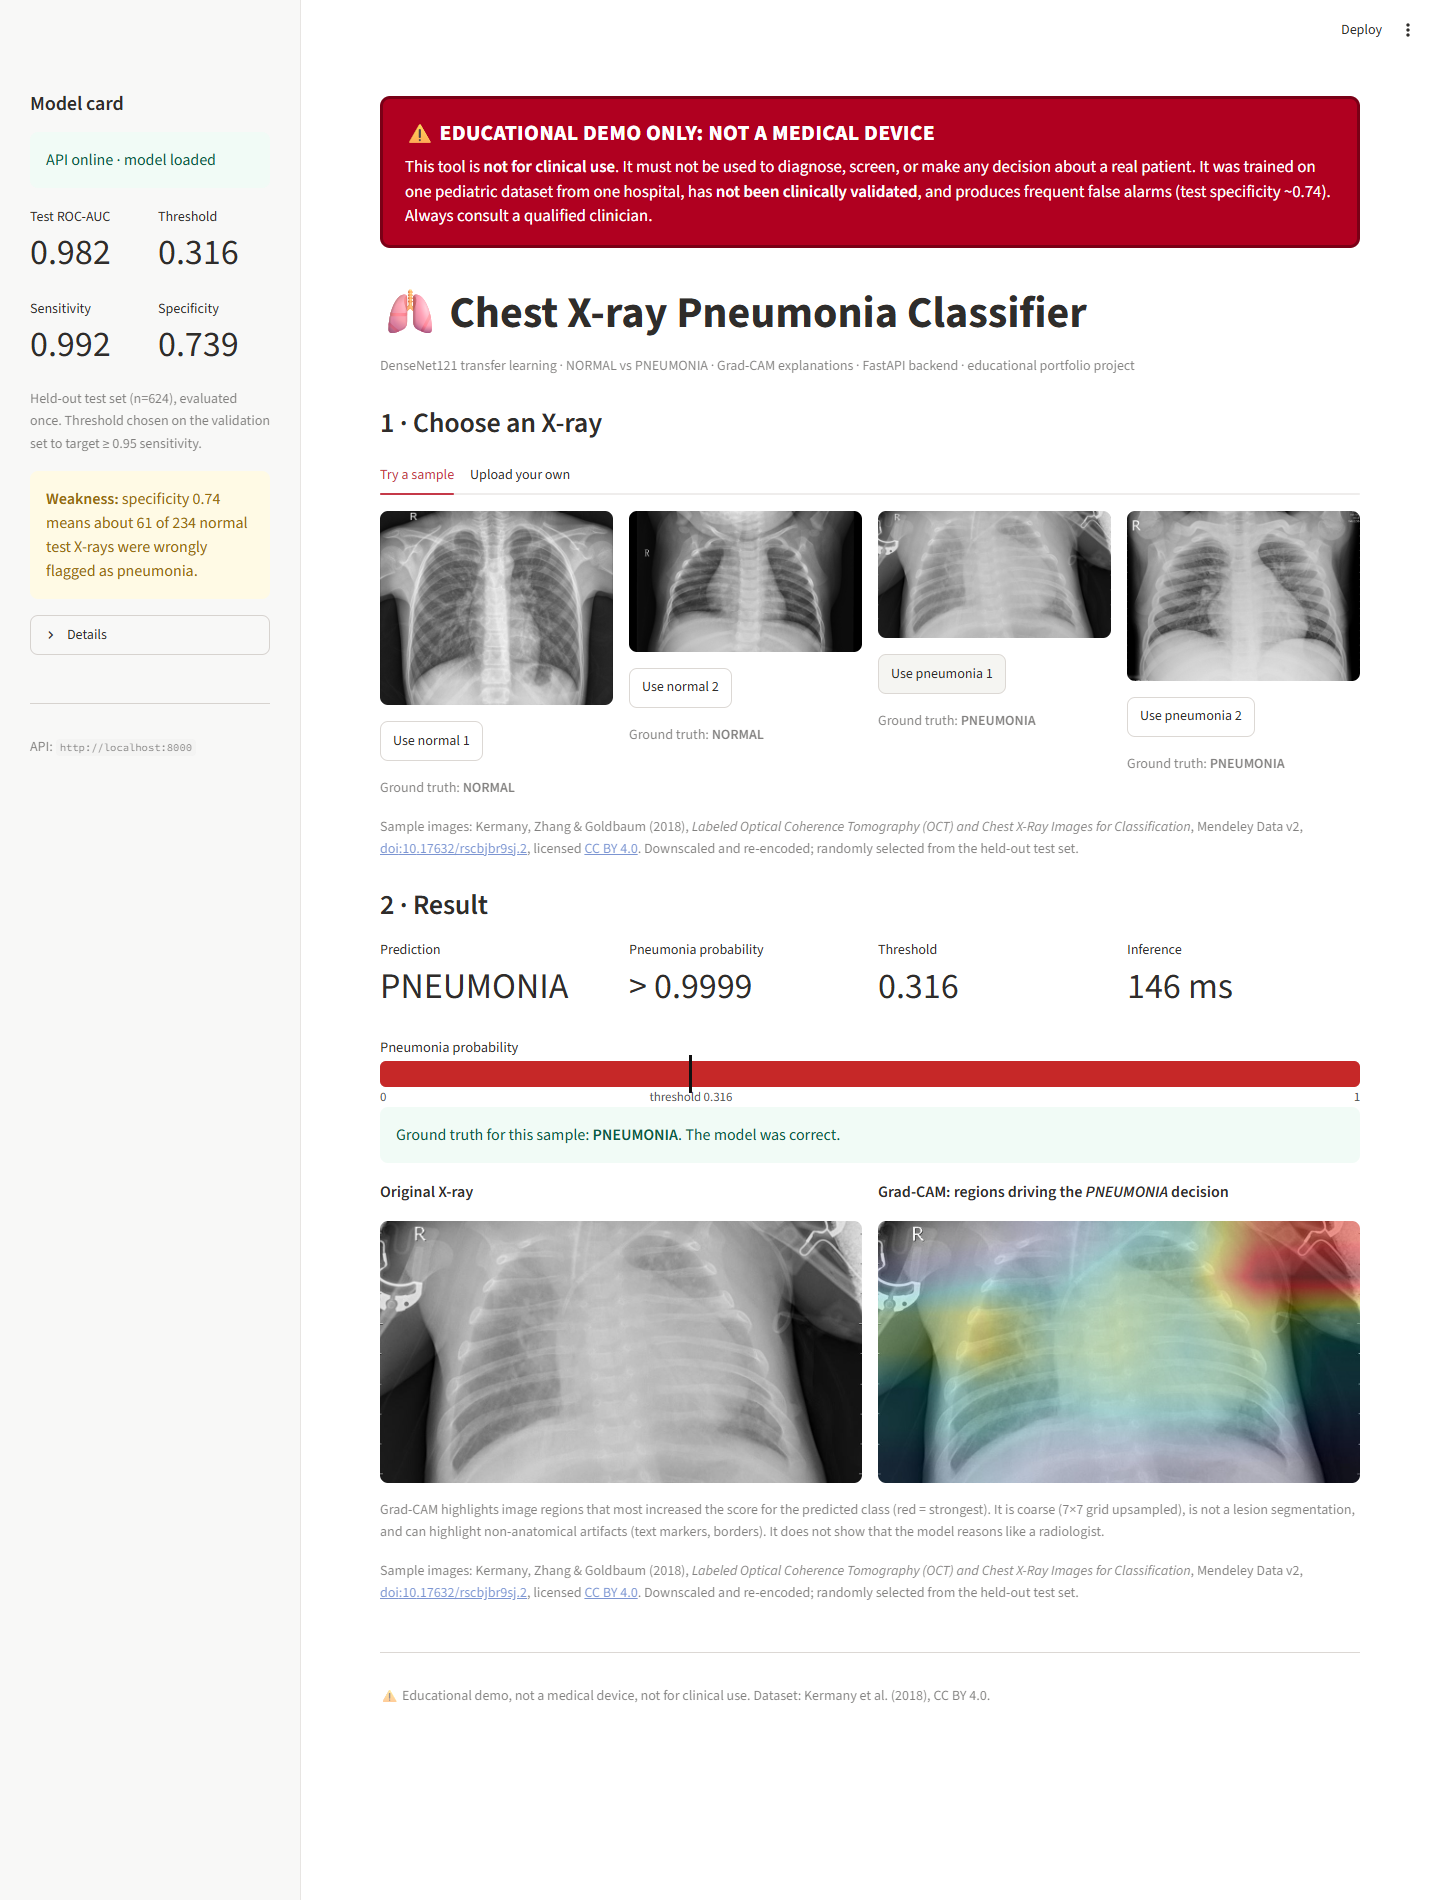 Deploy
Model card
API online · model loaded
Test ROC-AUC
Threshold
0.982
0.316
Sensitivity
Specificity
0.992
0.739
Held-out test set (n=624), evaluated
once. Threshold chosen on the validation
set to target ≥ 0.95 sensitivity.
Weakness: specificity 0.74
means about 61 of 234 normal
test X-rays were wrongly
flagged as pneumonia.
Details
API: http://localhost:8000
⚠️ EDUCATIONAL DEMO ONLY: NOT A MEDICAL DEVICE
This tool is not for clinical use. It must not be used to diagnose, screen, or make any decision about a real patient. It was trained on
one pediatric dataset from one hospital, has not been clinically validated, and produces frequent false alarms (test specificity ~0.74).
Always consult a qualified clinician.
🫁 Chest X-ray Pneumonia Classifier
DenseNet121 transfer learning · NORMAL vs PNEUMONIA · Grad-CAM explanations · FastAPI backend · educational portfolio project
1 · Choose an X-ray
Try a sample
Upload your own
R
R
R
R
Use normal 1
Ground truth: NORMAL
Use normal 2
Ground truth: NORMAL
Use pneumonia 1
Ground truth: PNEUMONIA
Use pneumonia 2
Ground truth: PNEUMONIA
Sample images: Kermany, Zhang & Goldbaum (2018), Labeled Optical Coherence Tomography (OCT) and Chest X-Ray Images for Classification, Mendeley Data v2,
doi:10.17632/rscbjbr9sj.2, licensed CC BY 4.0. Downscaled and re-encoded; randomly selected from the held-out test set.
2 · Result
Prediction
Pneumonia probability
Threshold
Inference
PNEUMONIA
> 0.9999
0.316
146 ms
Pneumonia probability
0
threshold 0.316
1
Ground truth for this sample: PNEUMONIA. The model was correct.
Original X-ray
Grad-CAM: regions driving the PNEUMONIA decision
R
R
Grad-CAM highlights image regions that most increased the score for the predicted class (red = strongest). It is coarse (7×7 grid upsampled), is not a lesion segmentation,
and can highlight non-anatomical artifacts (text markers, borders). It does not show that the model reasons like a radiologist.
Sample images: Kermany, Zhang & Goldbaum (2018), Labeled Optical Coherence Tomography (OCT) and Chest X-Ray Images for Classification, Mendeley Data v2,
doi:10.17632/rscbjbr9sj.2, licensed CC BY 4.0. Downscaled and re-encoded; randomly selected from the held-out test set.
⚠️ Educational demo, not a medical device, not for clinical use. Dataset: Kermany et al. (2018), CC BY 4.0.